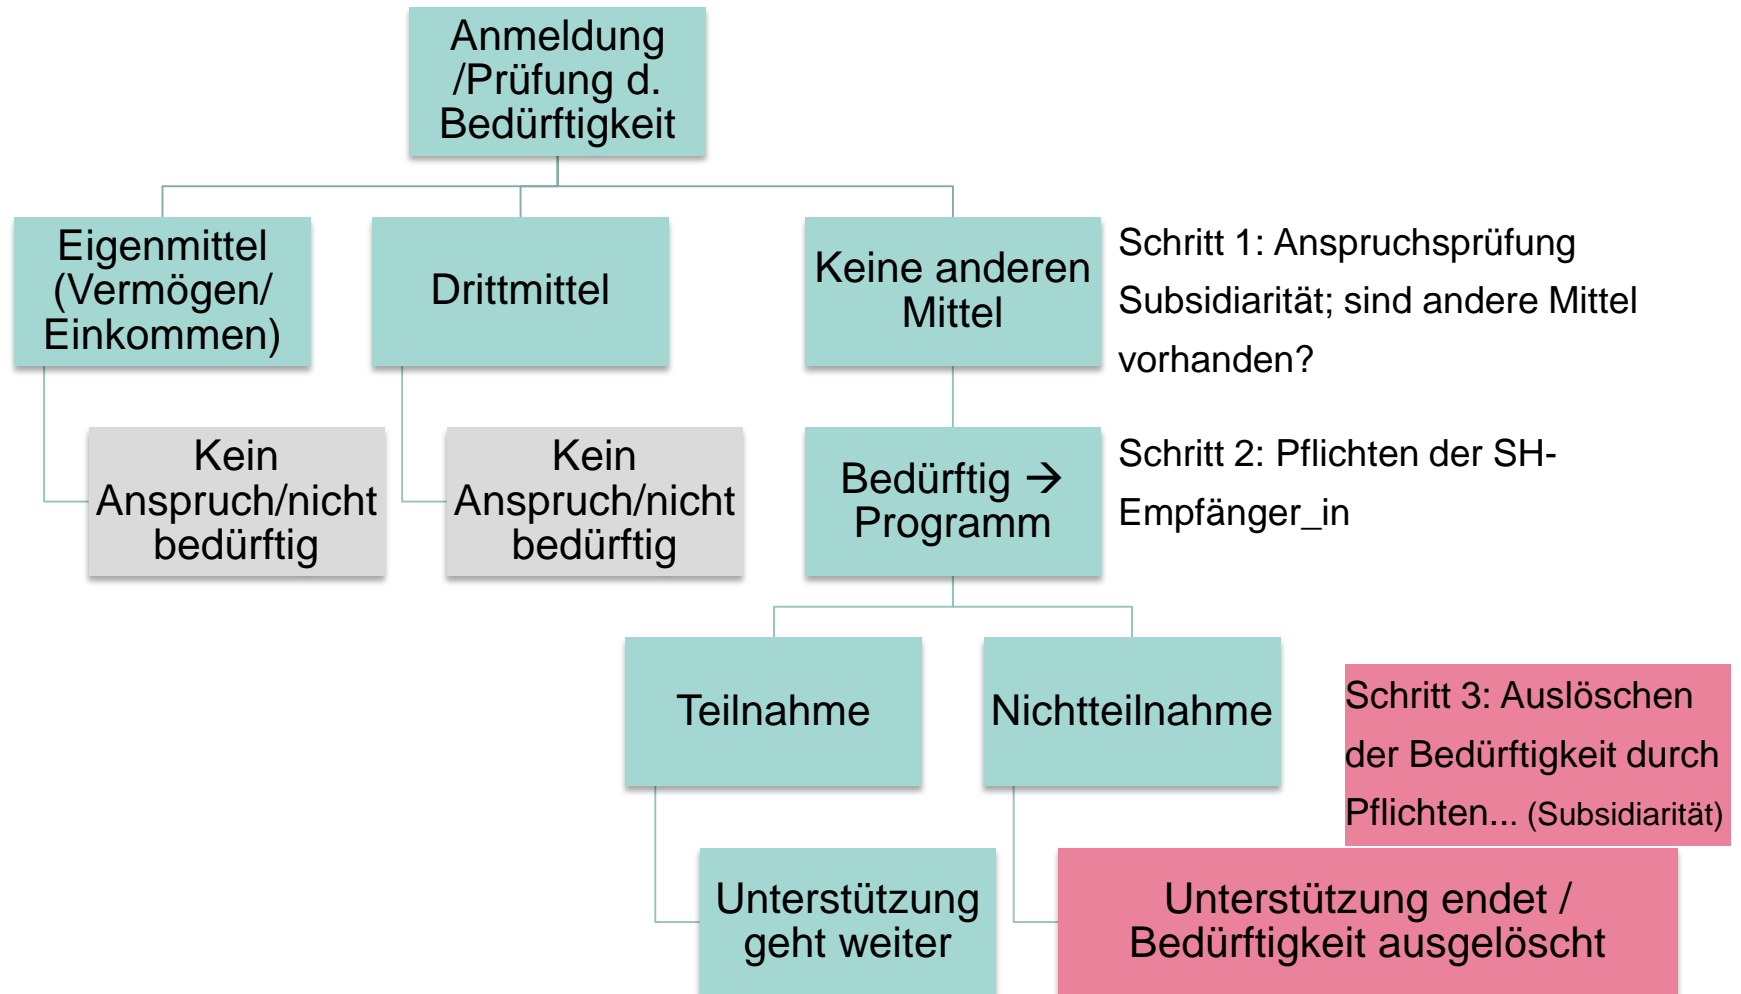 Anmeldung
/Prüfung d.
Bedürftigkeit
Eigenmittel
(Vermögen/
Einkommen)
Drittmittel
Keine anderen
Mittel
Schritt 1: Anspruchsprüfung
Subsidiarität; sind andere Mittel
vorhanden?
Kein
Anspruch/nicht
bedürftig
Kein
Anspruch/nicht
bedürftig
Bedürftig →
Programm
Schritt 2: Pflichten der SH-
Empfänger_in
Teilnahme
Nichtteilnahme
Schritt 3: Auslöschen
der Bedürftigkeit durch
Pflichten... (Subsidiarität)
Unterstützung
geht weiter
Unterstützung endet /
Bedürftigkeit ausgelöscht